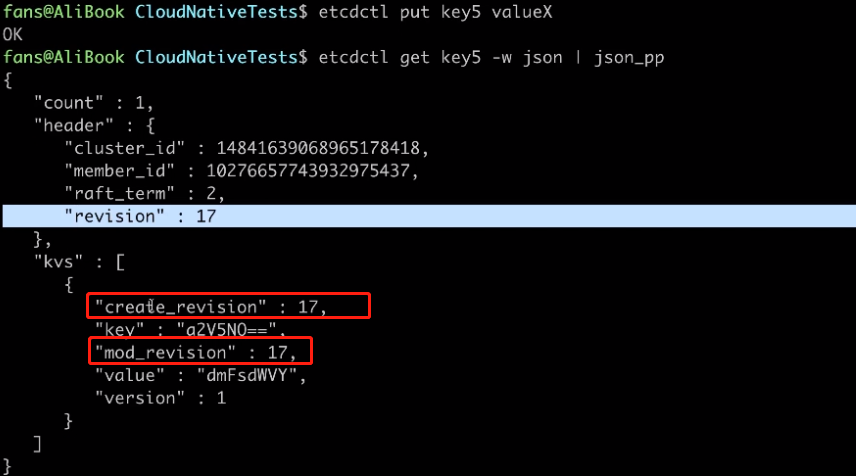 fans@AliBook CloudNativeTests$ etcdctl put key5 valueX
OK
fans@AliBook CloudNativeTests$ etcdctl get key5 -w json | json_pp
{
   "count" : 1,
   "header" : {
      "cluster_id" : 14841639068965178418,
      "member_id" : 10276657743932975437,
      "raft_term" : 2,
      "revision" : 17
   },
   "kvs" : [
      {
         "create_revision" : 17,
         "key" : "a2V5NQ==",
         "mod_revision" : 17,
         "value" : "dmFsdWVY",
         "version" : 1
      }
   ]
}